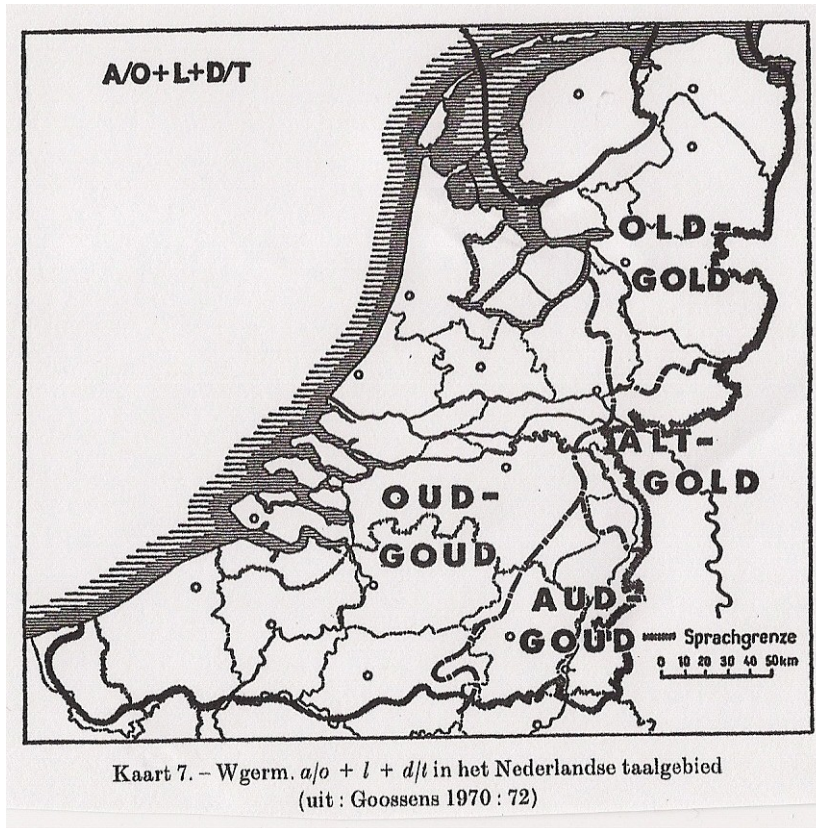 A/O+L+D/T
OLD-
GOLD
ALT-
GOLD
OUD-
GOUD
AUD-
GOÛD
Sprachgrenze
0 10 20 30 40 50km
Kaart 7. – Wgerm. a/o + l + d/t in het Nederlandse taalgebied
(uit : Goossens 1970 : 72)